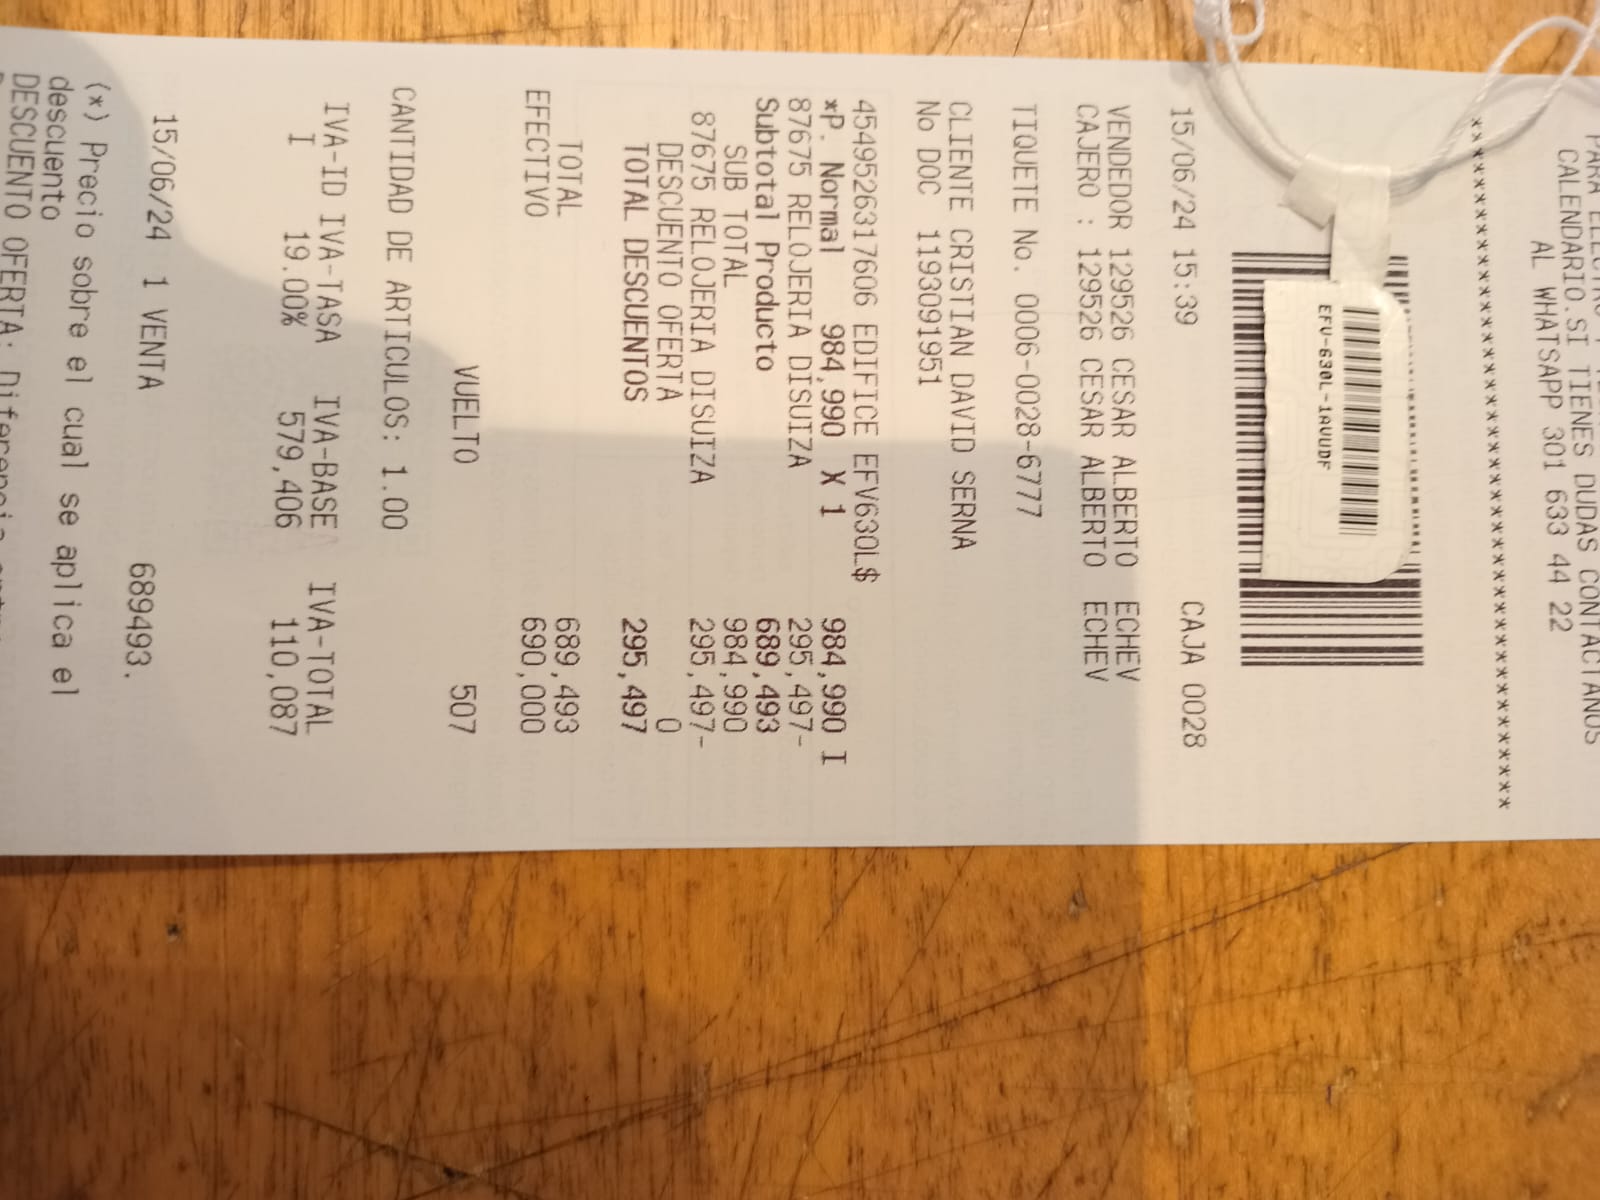 CALENDARIO.SI TIENES DUDAS CONTACTANOS
AL WHATSAPP 301 633 44 22
****************************************
EFV-630L-1AVUDF
15/06/24 15:39 CAJA 0028
VENDEDOR 129526 CESAR ALBERTO ECHEV
CAJERO : 129526 CESAR ALBERTO ECHEV
TIQUETE No. 0006-0028-6777
CLIENTE CRISTIAN DAVID SERNA
No DOC 1193091951
4549526317606 EDIFICE EFV630L$
*P. Normal 984,990 X 1 984,990 I
87675 RELOJERIA DISUIZA 295,497-
Subtotal Producto 689,493
SUB TOTAL 984,990
87675 RELOJERIA DISUIZA 295,497-
DESCUENTO OFERTA 0
TOTAL DESCUENTOS 295,497
TOTAL 689,493
EFECTIVO 690,000
VUELTO 507
CANTIDAD DE ARTICULOS: 1.00
IVA-ID IVA-TASA IVA-BASE IVA-TOTAL
I 19.00% 579,406 110,087
15/06/24 1 VENTA 689493.
(*) Precio sobre el cual se aplica el
descuento
DESCUENTO OFERTA: Diferencia